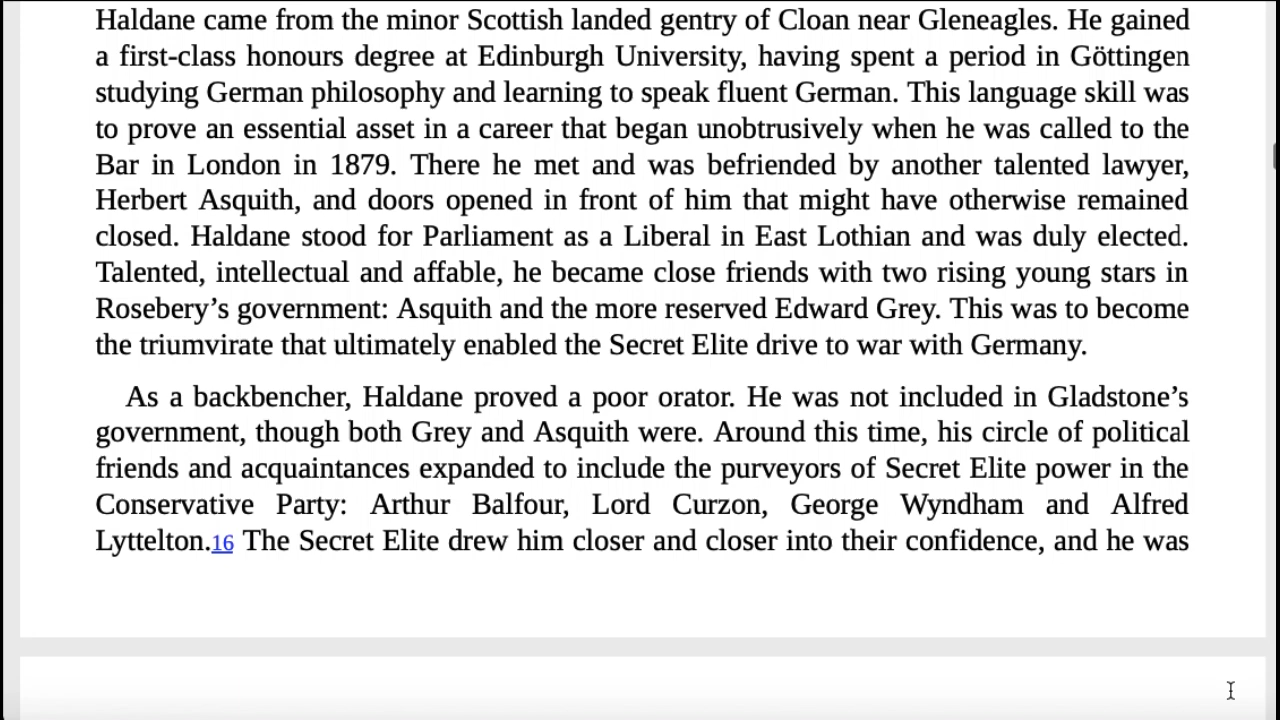 Haldane came from the minor Scottish landed gentry of Cloan near Gleneagles. He gained
a first-class honours degree at Edinburgh University, having spent a period in Göttingen
studying German philosophy and learning to speak fluent German. This language skill was
to prove an essential asset in a career that began unobtrusively when he was called to the
Bar in London in 1879. There he met and was befriended by another talented lawyer,
Herbert Asquith, and doors opened in front of him that might have otherwise remained
closed. Haldane stood for Parliament as a Liberal in East Lothian and was duly elected.
Talented, intellectual and affable, he became close friends with two rising young stars in
Rosebery’s government: Asquith and the more reserved Edward Grey. This was to become
the triumvirate that ultimately enabled the Secret Elite drive to war with Germany.
As a backbencher, Haldane proved a poor orator. He was not included in Gladstone’s
government, though both Grey and Asquith were. Around this time, his circle of political
friends and acquaintances expanded to include the purveyors of Secret Elite power in the
Conservative Party: Arthur Balfour, Lord Curzon, George Wyndham and Alfred
Lyttelton.16 The Secret Elite drew him closer and closer into their confidence, and he was